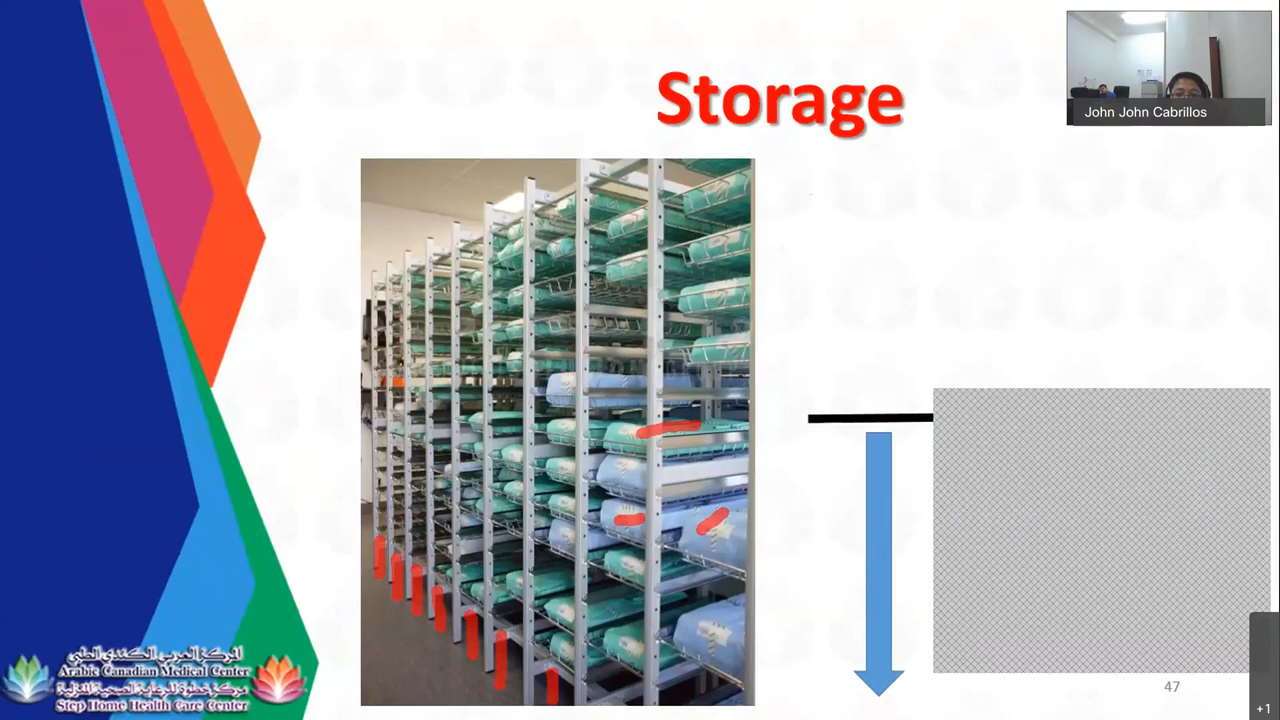 Storage
John John Cabrillos
المركز العربي الكندي الطبي
Arabic Canadian Medical Center
مركز خطوة للرعاية الصحية المنزلية
Step Home Health Care Center
47
+1